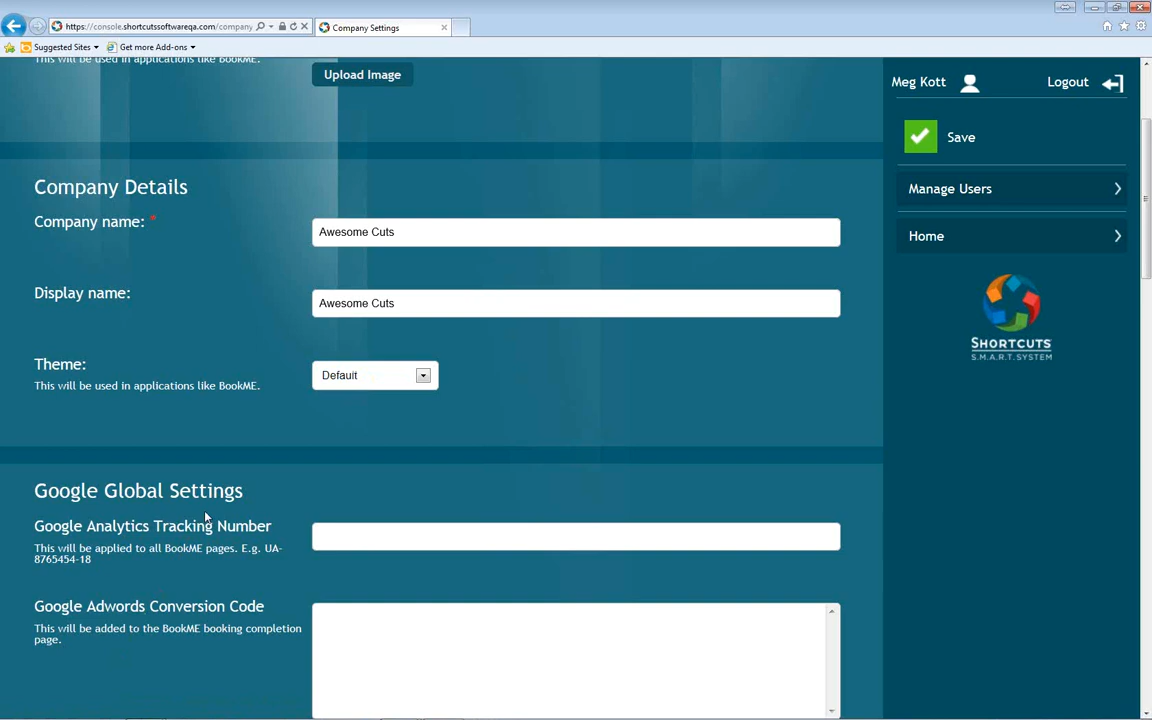 https://console.shortcutssoftwareqa.com/company
Company Settings
Suggested Sites
Get more Add-ons
This will be used in applications like BookME.
Upload Image
Meg Kott
Logout
Save
Manage Users
Home
SHORTCUTS
S.M.A.R.T.SYSTEM
Company Details
Company name: *
Awesome Cuts
Display name:
Awesome Cuts
Theme:
This will be used in applications like BookME.
Default
Google Global Settings
Google Analytics Tracking Number
This will be applied to all BookME pages. E.g. UA-
8765454-18
Google Adwords Conversion Code
This will be added to the BookME booking completion
page.